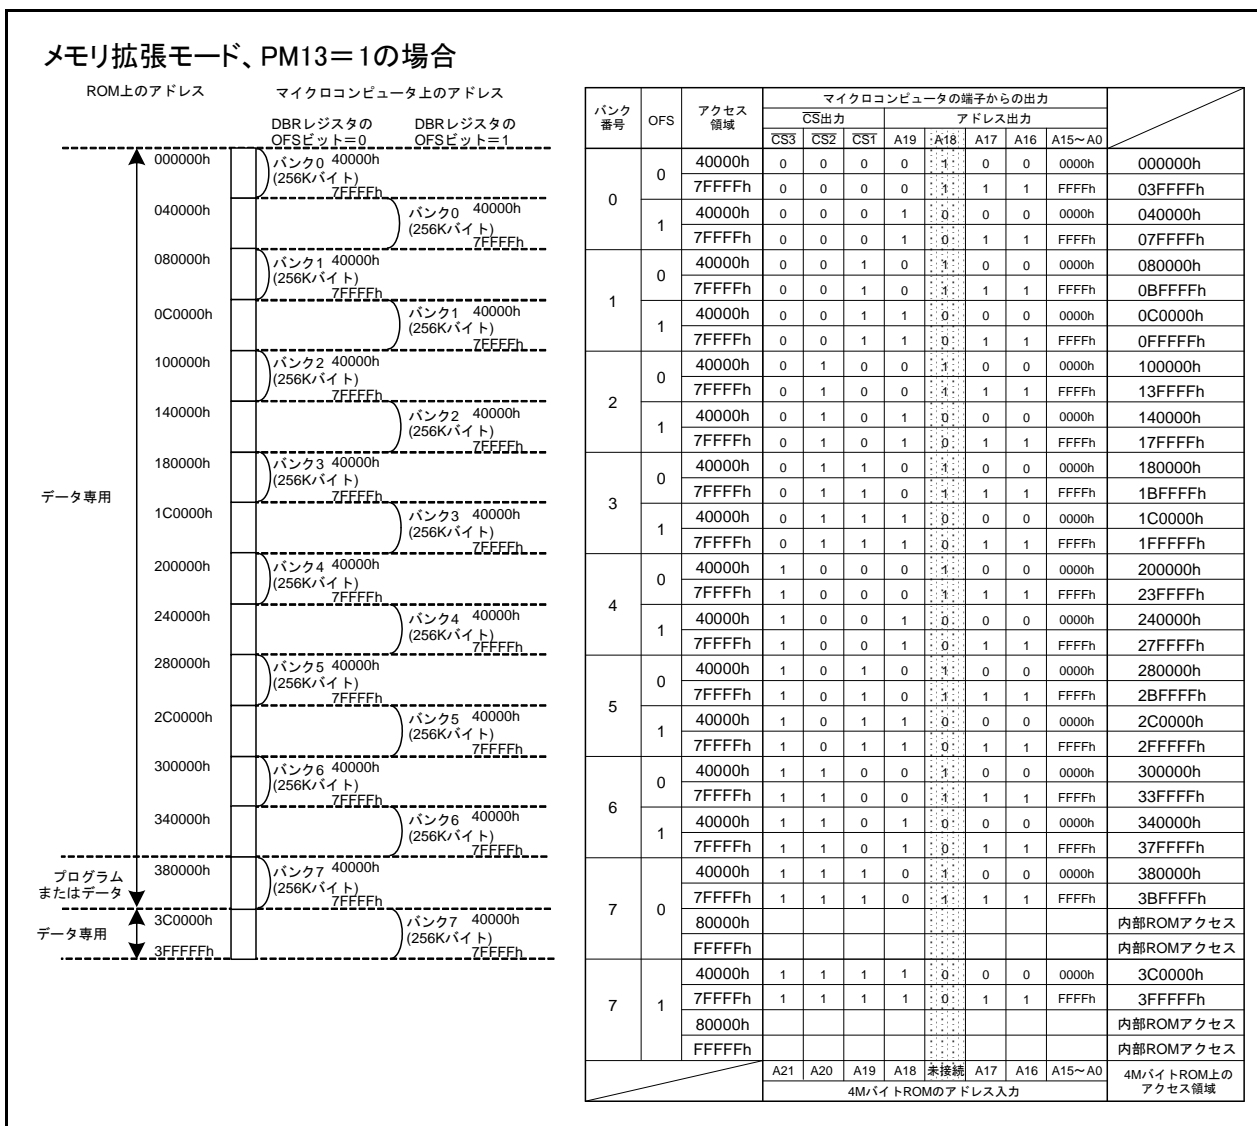 メモリ拡張モード、PM13＝1の場合
ROM上のアドレス マイクロコンピュータ上のアドレス
DBRレジスタの OFSビット＝0
DBRレジスタの OFSビット＝1
000000h バンク0 40000h
(256Kバイト)
7FFFFh
040000h バンク0 40000h
(256Kバイト)
7FFFFh
080000h バンク1 40000h
(256Kバイト)
7FFFFh
0C0000h バンク1 40000h
(256Kバイト)
7FFFFh
100000h バンク2 40000h
(256Kバイト)
7FFFFh
140000h バンク2 40000h
(256Kバイト)
7FFFFh
180000h バンク3 40000h
(256Kバイト)
7FFFFh
データ専用
1C0000h バンク3 40000h
(256Kバイト)
7FFFFh
200000h バンク4 40000h
(256Kバイト)
7FFFFh
240000h バンク4 40000h
(256Kバイト)
7FFFFh
280000h バンク5 40000h
(256Kバイト)
7FFFFh
2C0000h バンク5 40000h
(256Kバイト)
7FFFFh
300000h バンク6 40000h
(256Kバイト)
7FFFFh
340000h バンク6 40000h
(256Kバイト)
7FFFFh
プログラム
またはデータ
380000h バンク7 40000h
(256Kバイト)
7FFFFh
データ専用
3C0000h バンク7 40000h
(256Kバイト)
3FFFFFh 7FFFFh
バンク番号 OFS アクセス領域 マイクロコンピュータの端子からの出力
CS出力 アドレス出力
CS3 CS2 CS1 A19 A18 A17 A16 A15～A0
0 0 40000h 0 0 0 0 1 0 0 0000h 000000h
7FFFFh 0 0 0 0 1 1 1 FFFFh 03FFFFh
1 40000h 0 0 0 1 0 0 0 0000h 040000h
7FFFFh 0 0 0 1 0 1 1 FFFFh 07FFFFh
1 0 40000h 0 0 1 0 1 0 0 0000h 080000h
7FFFFh 0 0 1 0 1 1 1 FFFFh 0BFFFFh
1 40000h 0 0 1 1 0 0 0 0000h 0C0000h
7FFFFh 0 0 1 1 0 1 1 FFFFh 0FFFFFh
2 0 40000h 0 1 0 0 1 0 0 0000h 100000h
7FFFFh 0 1 0 0 1 1 1 FFFFh 13FFFFh
1 40000h 0 1 0 1 0 0 0 0000h 140000h
7FFFFh 0 1 0 1 0 1 1 FFFFh 17FFFFh
3 0 40000h 0 1 1 0 1 0 0 0000h 180000h
7FFFFh 0 1 1 0 1 1 1 FFFFh 1BFFFFh
1 40000h 0 1 1 1 0 0 0 0000h 1C0000h
7FFFFh 0 1 1 1 0 1 1 FFFFh 1FFFFFh
4 0 40000h 1 0 0 0 1 0 0 0000h 200000h
7FFFFh 1 0 0 0 1 1 1 FFFFh 23FFFFh
1 40000h 1 0 0 1 0 0 0 0000h 240000h
7FFFFh 1 0 0 1 0 1 1 FFFFh 27FFFFh
5 0 40000h 1 0 1 0 1 0 0 0000h 280000h
7FFFFh 1 0 1 0 1 1 1 FFFFh 2BFFFFh
1 40000h 1 0 1 1 0 0 0 0000h 2C0000h
7FFFFh 1 0 1 1 0 1 1 FFFFh 2FFFFFh
6 0 40000h 1 1 0 0 1 0 0 0000h 300000h
7FFFFh 1 1 0 0 1 1 1 FFFFh 33FFFFh
1 40000h 1 1 0 1 0 0 0 0000h 340000h
7FFFFh 1 1 0 1 0 1 1 FFFFh 37FFFFh
7 0 40000h 1 1 1 0 1 0 0 0000h 380000h
7FFFFh 1 1 1 0 1 1 1 FFFFh 3BFFFFh
80000h 内部ROMアクセス
FFFFFh 内部ROMアクセス
7 1 40000h 1 1 1 1 0 0 0 0000h 3C0000h
7FFFFh 1 1 1 1 0 1 1 FFFFh 3FFFFFh
80000h 内部ROMアクセス
FFFFFh 内部ROMアクセス
A21 A20 A19 A18 未接続 A17 A16 A15～A0
4MバイトROMのアドレス入力
4MバイトROM上の
アクセス領域